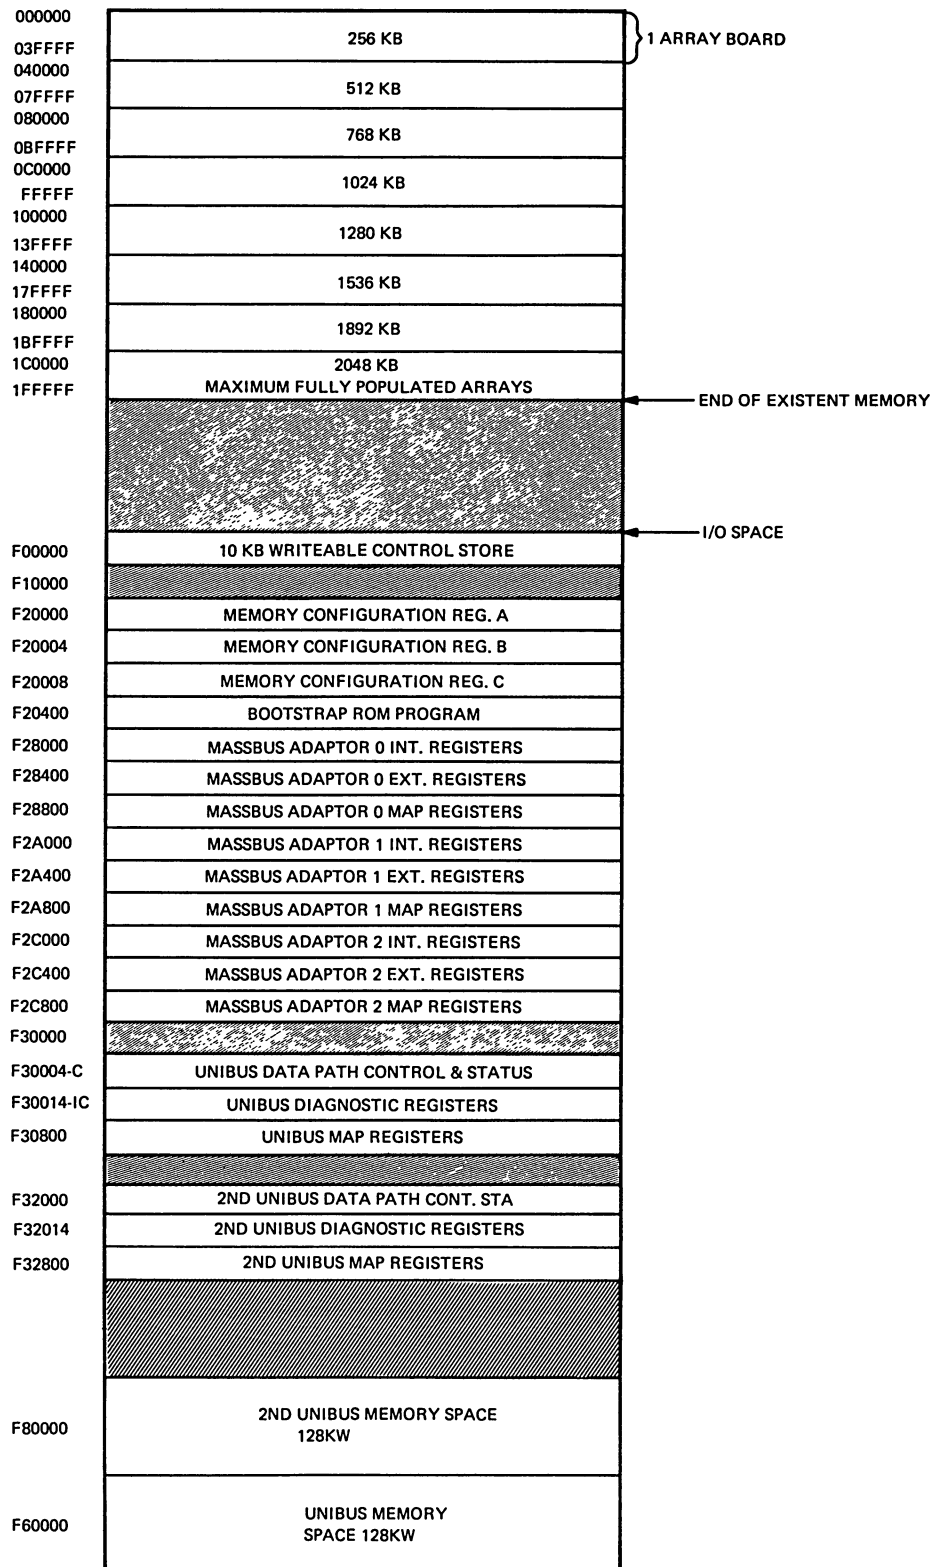 000000
256 KB
1 ARRAY BOARD
03FFFF
040000
512 KB
07FFFF
080000
768 KB
0BFFFF
0C0000
1024 KB
FFFFF
100000
1280 KB
13FFFF
140000
1536 KB
17FFFF
180000
1892 KB
1BFFFF
1C0000
2048 KB
1FFFFF
MAXIMUM FULLY POPULATED ARRAYS
END OF EXISTENT MEMORY
I/O SPACE
F00000 10 KB WRITEABLE CONTROL STORE
F10000
F20000 MEMORY CONFIGURATION REG. A
F20004 MEMORY CONFIGURATION REG. B
F20008 MEMORY CONFIGURATION REG. C
F20400 BOOTSTRAP ROM PROGRAM
F28000 MASSBUS ADAPTOR 0 INT. REGISTERS
F28400 MASSBUS ADAPTOR 0 EXT. REGISTERS
F28800 MASSBUS ADAPTOR 0 MAP REGISTERS
F2A000 MASSBUS ADAPTOR 1 INT. REGISTERS
F2A400 MASSBUS ADAPTOR 1 EXT. REGISTERS
F2A800 MASSBUS ADAPTOR 1 MAP REGISTERS
F2C000 MASSBUS ADAPTOR 2 INT. REGISTERS
F2C400 MASSBUS ADAPTOR 2 EXT. REGISTERS
F2C800 MASSBUS ADAPTOR 2 MAP REGISTERS
F30000
F30004-C UNIBUS DATA PATH CONTROL & STATUS
F30014-IC UNIBUS DIAGNOSTIC REGISTERS
F30800 UNIBUS MAP REGISTERS
F32000 2ND UNIBUS DATA PATH CONT. STA
F32014 2ND UNIBUS DIAGNOSTIC REGISTERS
F32800 2ND UNIBUS MAP REGISTERS
F80000
2ND UNIBUS MEMORY SPACE
128KW
F60000
UNIBUS MEMORY
SPACE 128KW